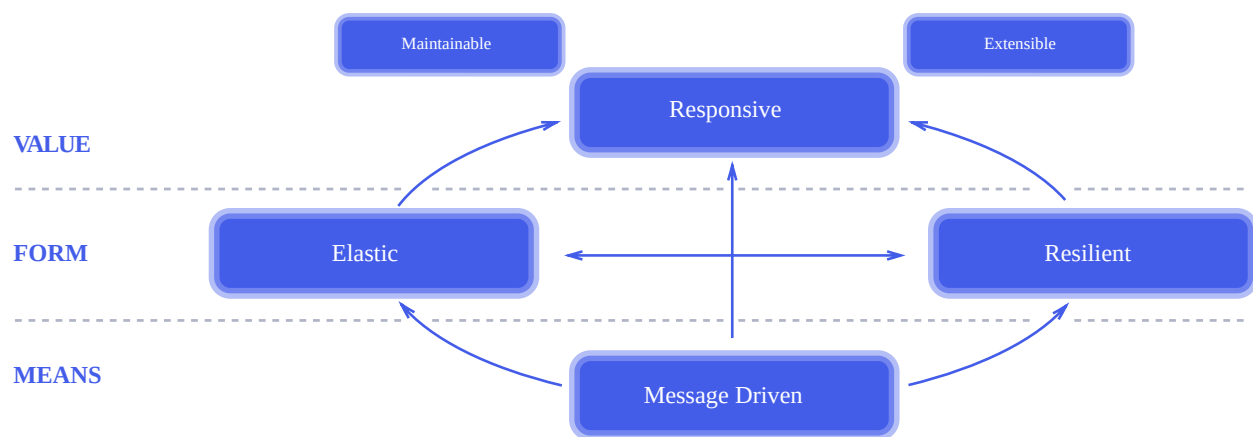 Maintainable
Extensible
Responsive
VALUE
Elastic
Resilient
FORM
MEANS
Message Driven